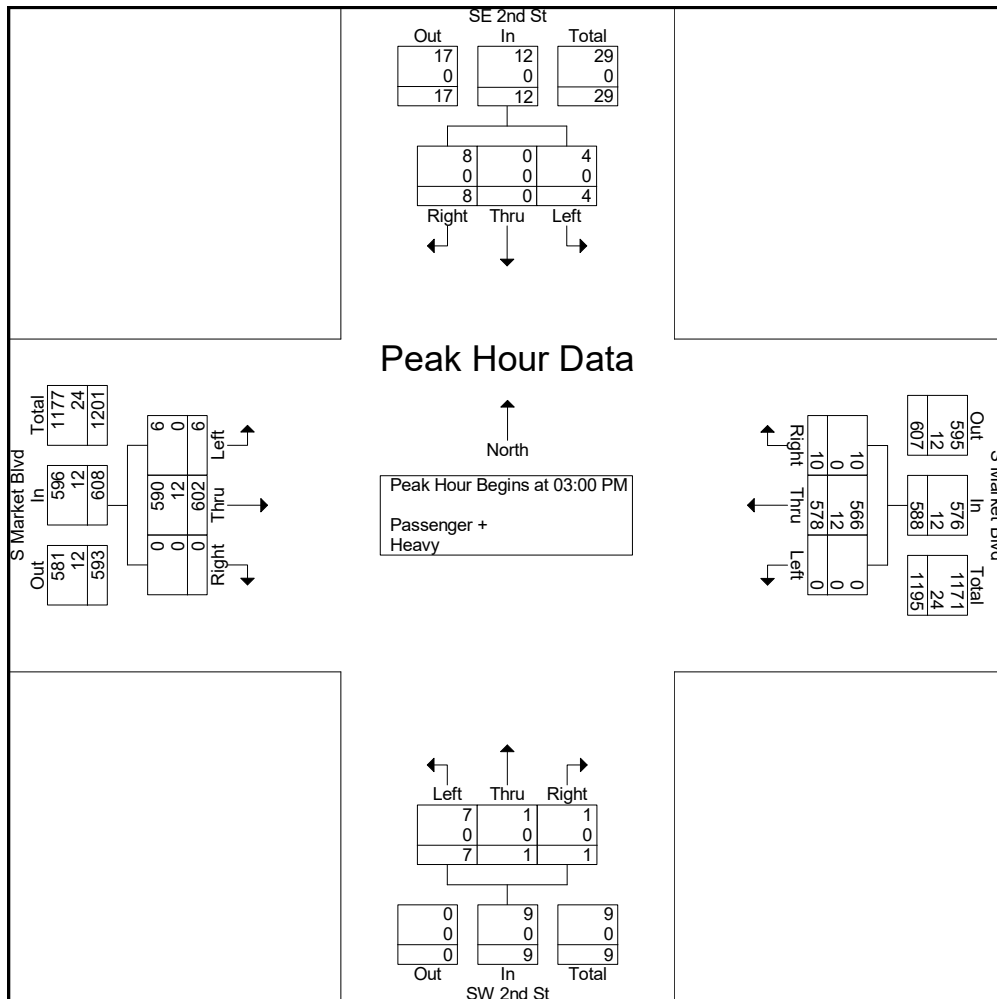 SE 2nd St
Out In Total
17 12 29
0 0 0
17 12 29
8 0 4
0 0 0
8 0 4
Right Thru Left
Peak Hour Data
North
Peak Hour Begins at 03:00 PM
Passenger +
Heavy
S Market Blvd
Total In Out
1177 596 581
24 12 12
1201 608 593
6 590 0
0 12 0
6 602 0
Left Thru Right
S Market Blvd
Out In Total
595 576 1171
12 12 24
607 588 1195
10 566 0
0 12 0
10 578 0
Right Thru Left
Left Thru Right
7 1 1
0 0 0
7 1 1
0 9 9
0 0 0
0 9 9
Out In Total
SW 2nd St